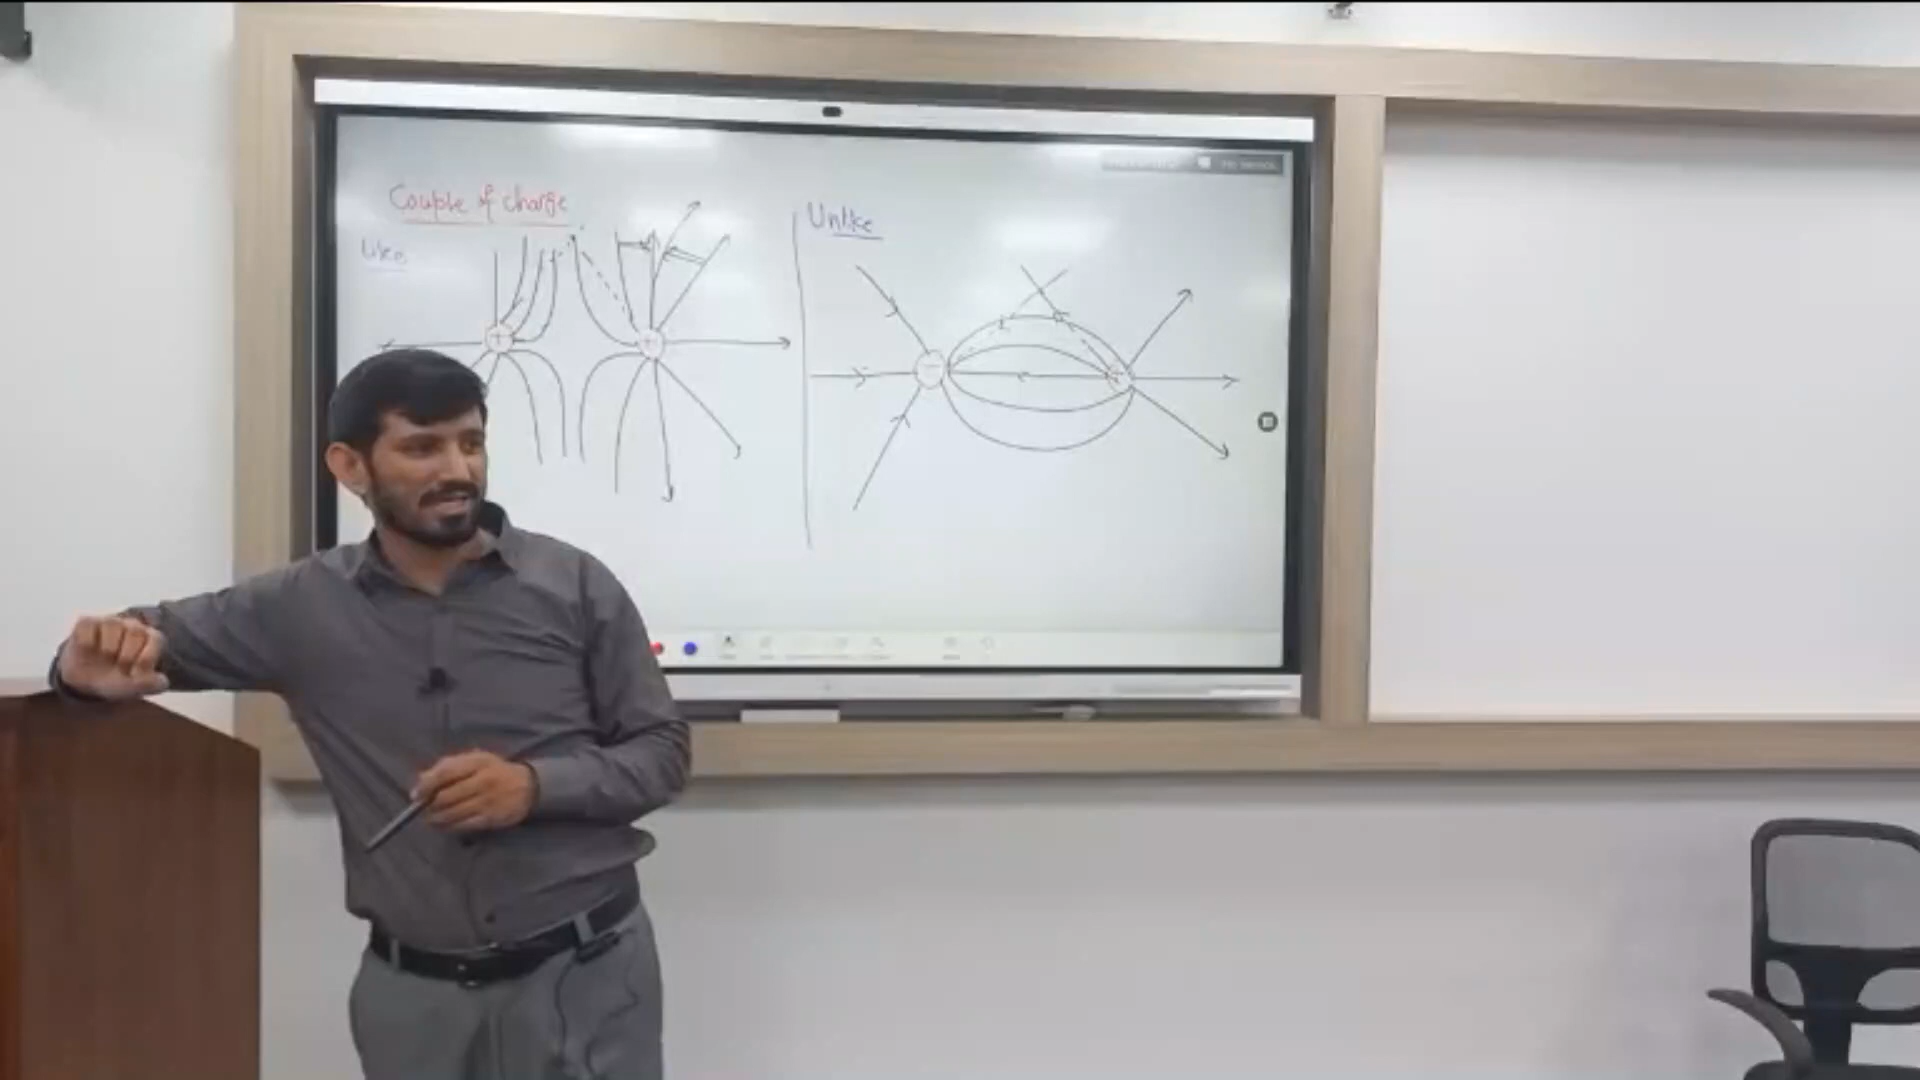 Couple of charge
Like
Unlike
+
+
-
+